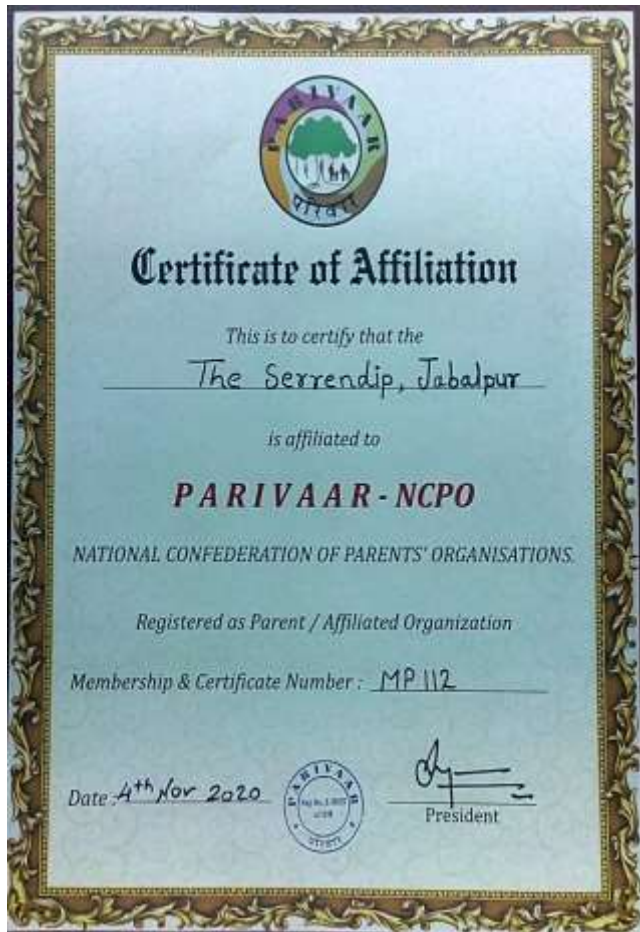 PARIVAAR
परिवार
Certificate of Affiliation
This is to certify that the
The Serrendip, Jabalpur
is affiliated to
PARIVAAR - NCPO
NATIONAL CONFEDERATION OF PARENTS' ORGANISATIONS.
Registered as Parent / Affiliated Organization
Membership & Certificate Number : MP 112
Date : 4th Nov 2020
PARIVAAR
President